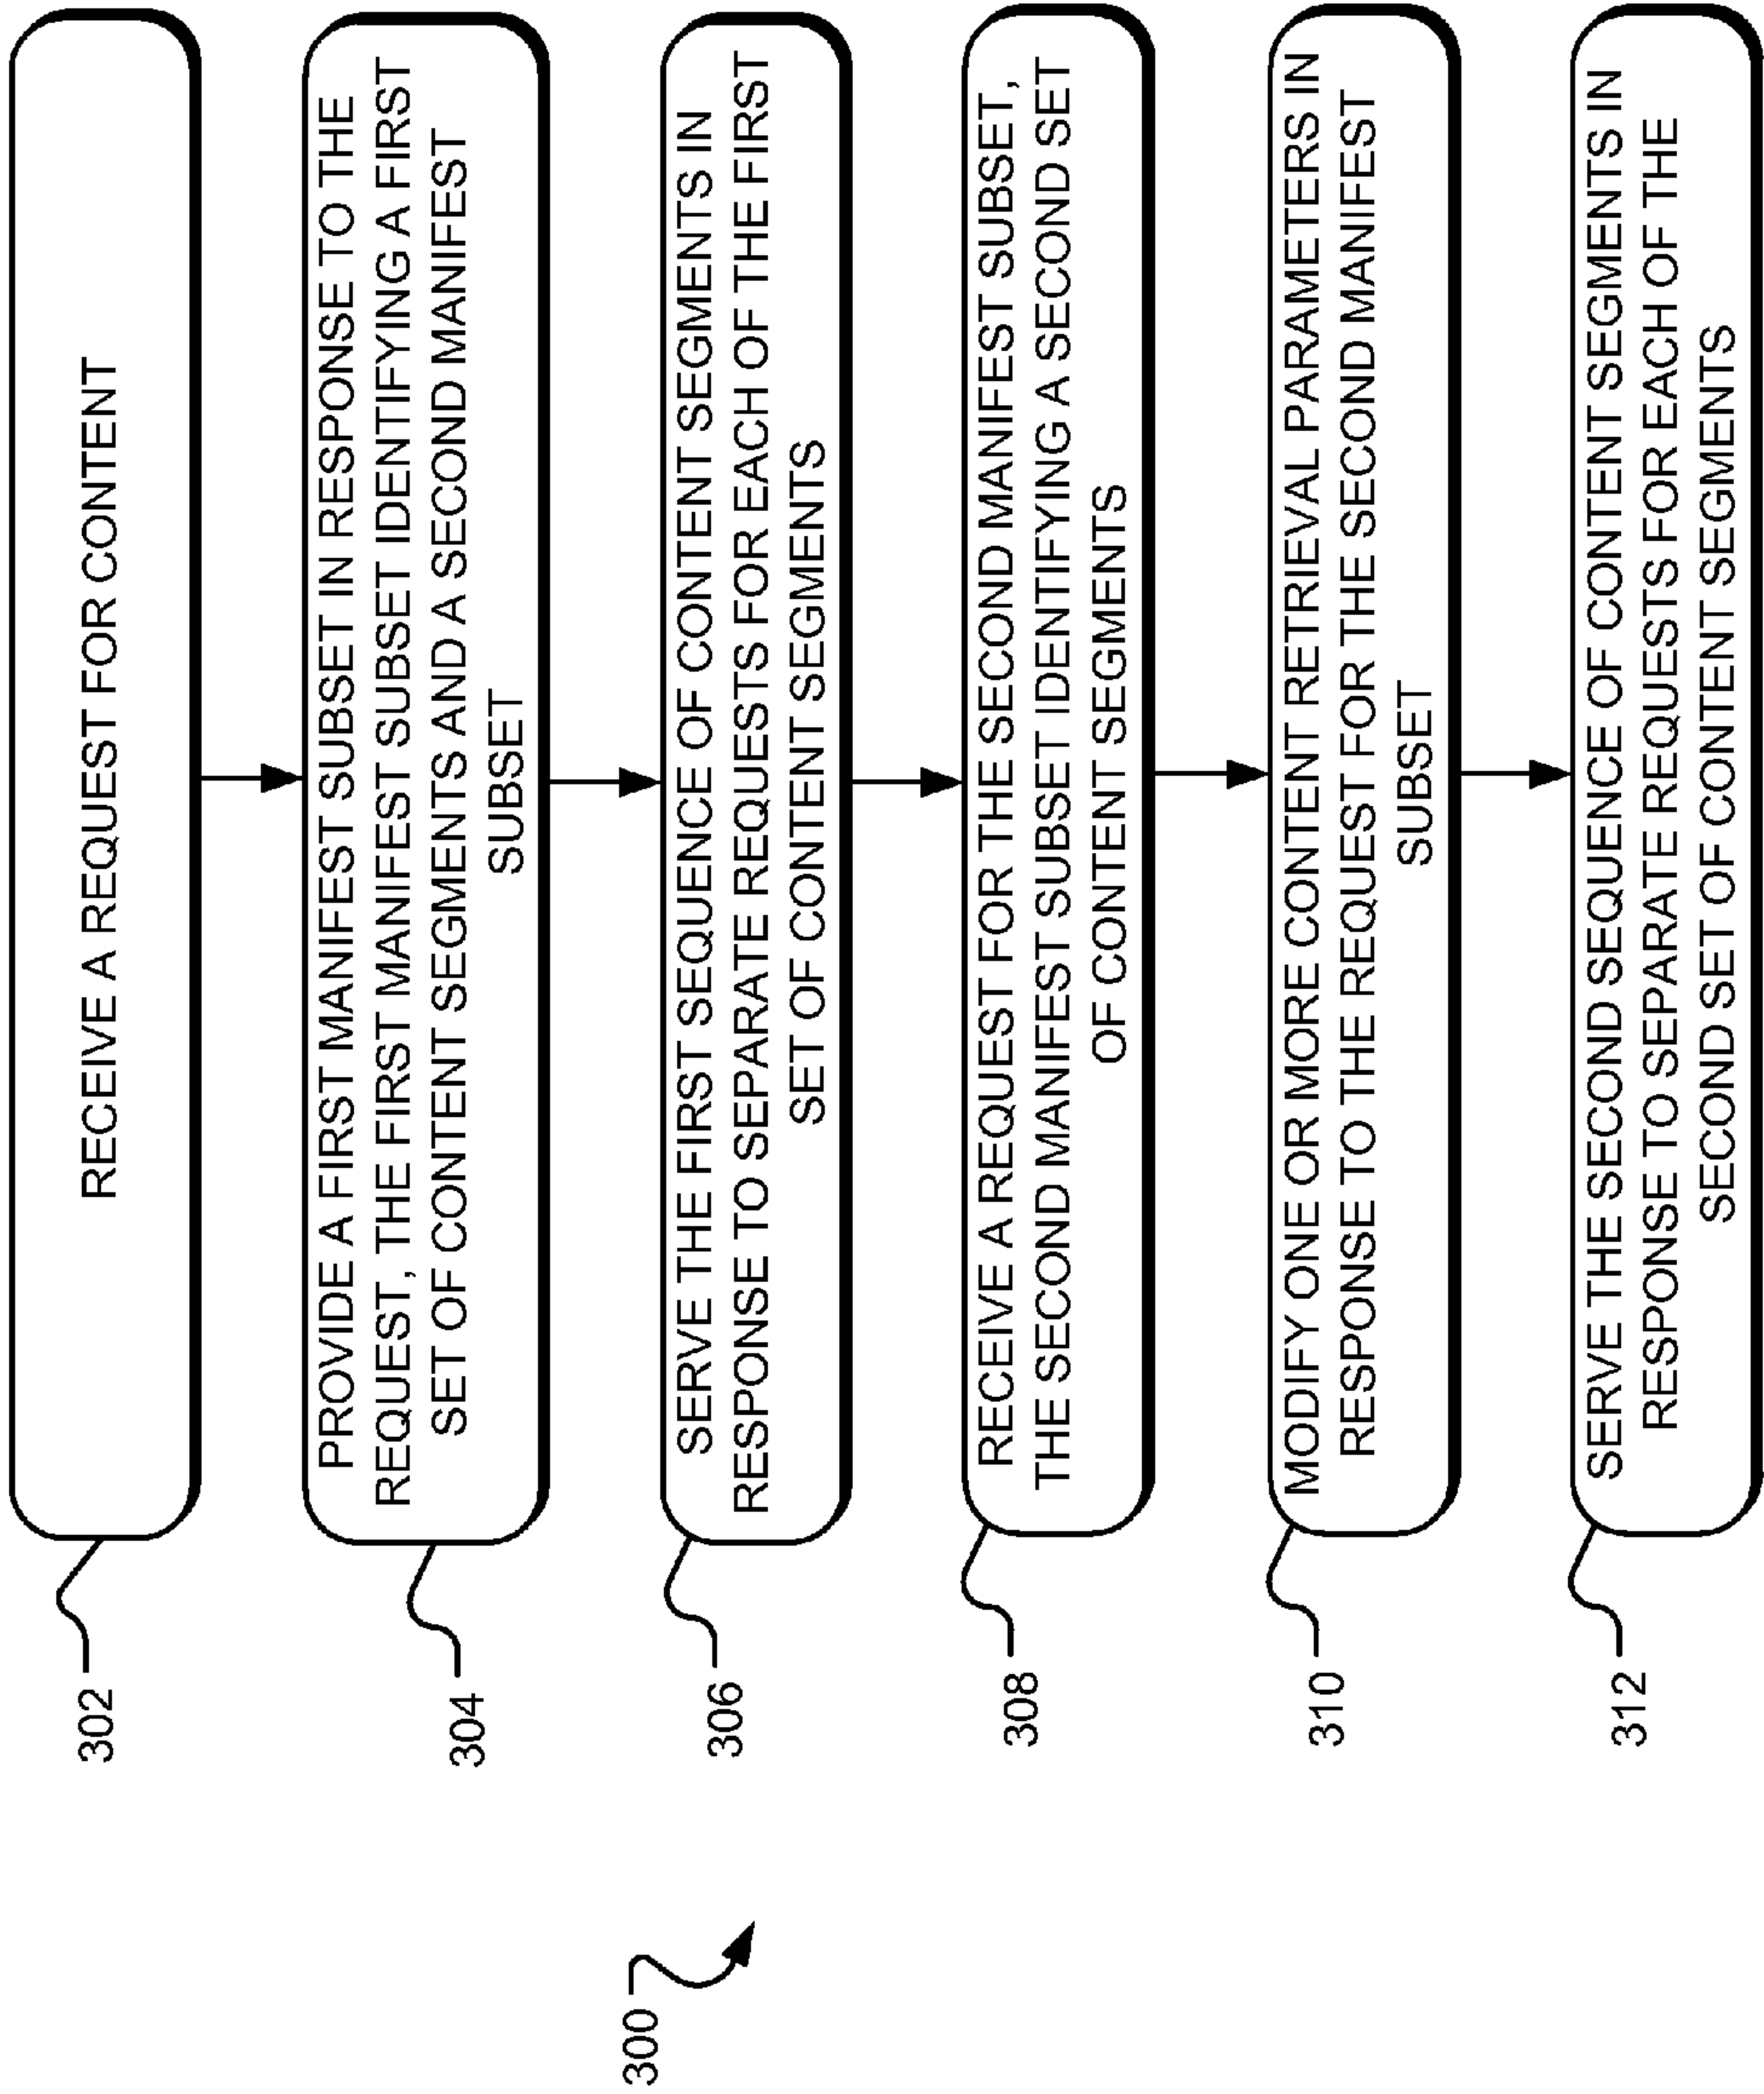 300
302
RECEIVE A REQUEST FOR CONTENT
304
PROVIDE A FIRST MANIFEST SUBSET IN RESPONSE TO THE
REQUEST, THE FIRST MANIFEST SUBSET IDENTIFYING A FIRST
SET OF CONTENT SEGMENTS AND A SECOND MANIFEST
SUBSET
306
SERVE THE FIRST SEQUENCE OF CONTENT SEGMENTS IN
RESPONSE TO SEPARATE REQUESTS FOR EACH OF THE FIRST
SET OF CONTENT SEGMENTS
308
RECEIVE A REQUEST FOR THE SECOND MANIFEST SUBSET,
THE SECOND MANIFEST SUBSET IDENTIFYING A SECOND SET
OF CONTENT SEGMENTS
310
MODIFY ONE OR MORE CONTENT RETRIEVAL PARAMETERS IN
RESPONSE TO THE REQUEST FOR THE SECOND MANIFEST
SUBSET
312
SERVE THE SECOND SEQUENCE OF CONTENT SEGMENTS IN
RESPONSE TO SEPARATE REQUESTS FOR EACH OF THE
SECOND SET OF CONTENT SEGMENTS